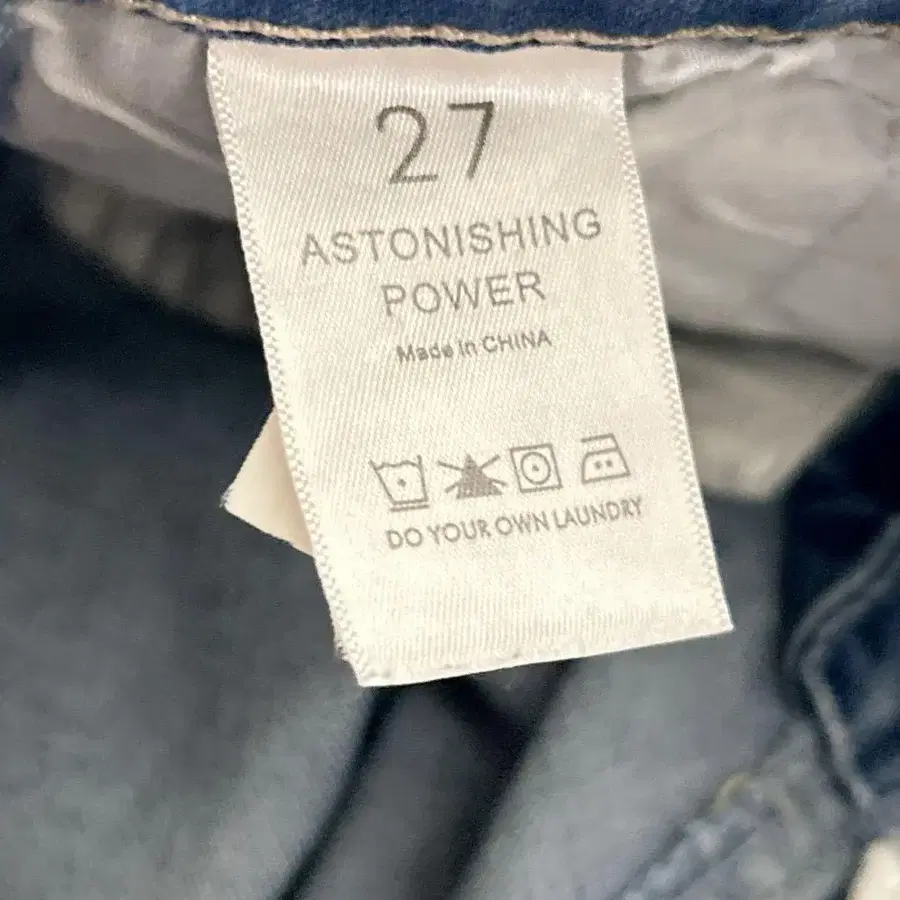 27
ASTONISHING
POWER
Made in CHINA
DO YOUR OWN LAUNDRY